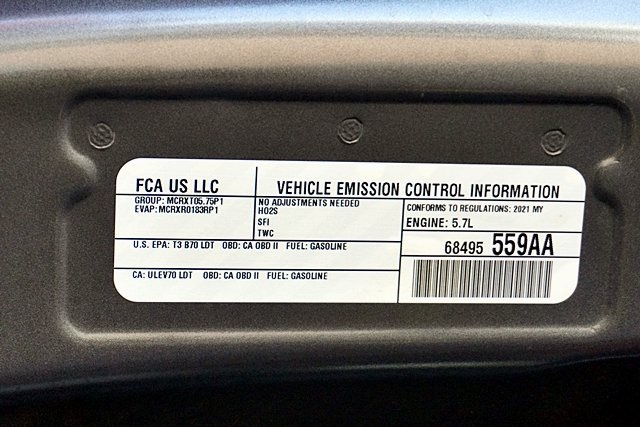 FCA US LLC
VEHICLE EMISSION CONTROL INFORMATION
GROUP: MCRXT05.75P1
EVAP: MCRXR0183RP1
NO ADJUSTMENTS NEEDED
HO2S
SFI
TWC
CONFORMS TO REGULATIONS: 2021 MY
ENGINE: 5.7L
U.S. EPA: T3 B70 LDT OBD: CA OBD II FUEL: GASOLINE
68495 559AA
CA: ULEV70 LDT OBD: CA OBD II FUEL: GASOLINE